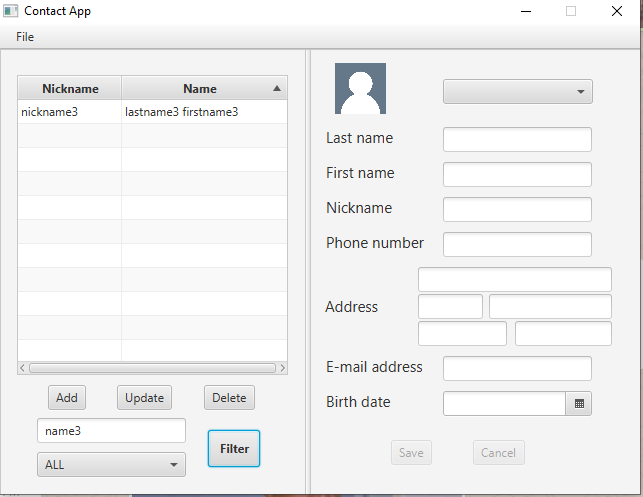 Contact App
File
Nickname Name
nickname3 lastname3 firstname3
Add Update Delete
name3
ALL
Filter
Last name
First name
Nickname
Phone number
Address
E-mail address
Birth date
Save Cancel